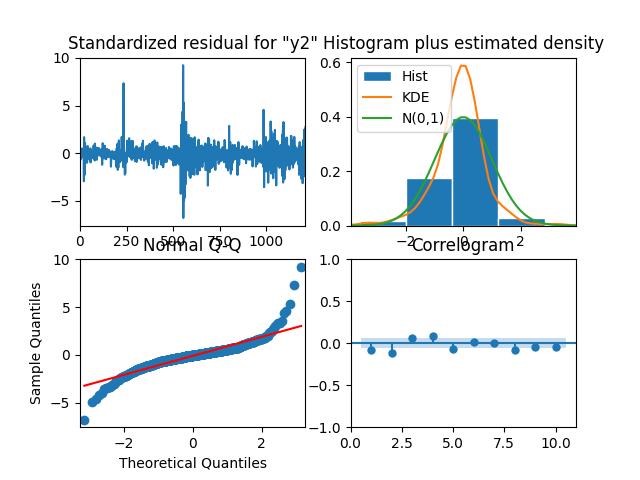 Standardized residual for "y2"
10
5
0
−5
0 250 500 750 1000
Histogram plus estimated density
0.6
0.4
0.2
0.0
Hist
KDE
N(0,1)
−2 0 2
Normal Q-Q
Sample Quantiles
10
5
0
−5
−2 0 2
Theoretical Quantiles
Correlogram
1.0
0.5
0.0
−0.5
−1.0
0.0 2.5 5.0 7.5 10.0